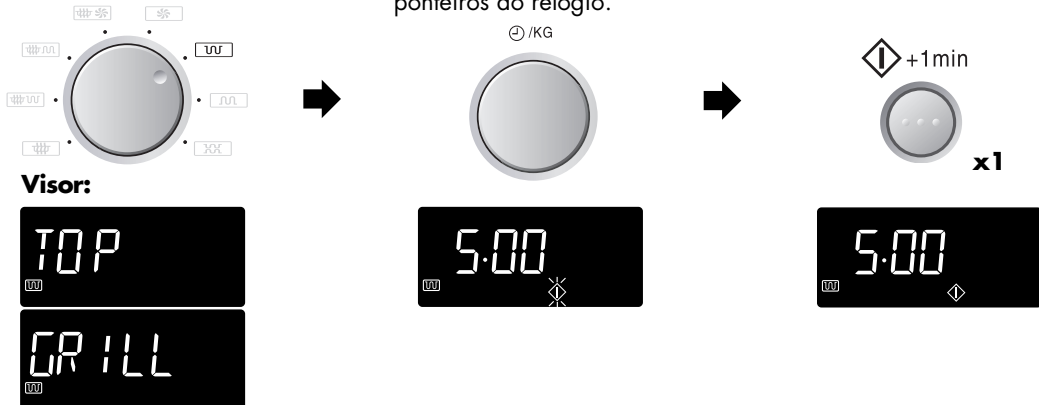 ponteiros do relógio.
/KG
+1min
x1
Visor:
TOP
5.00
5.00
GRILL